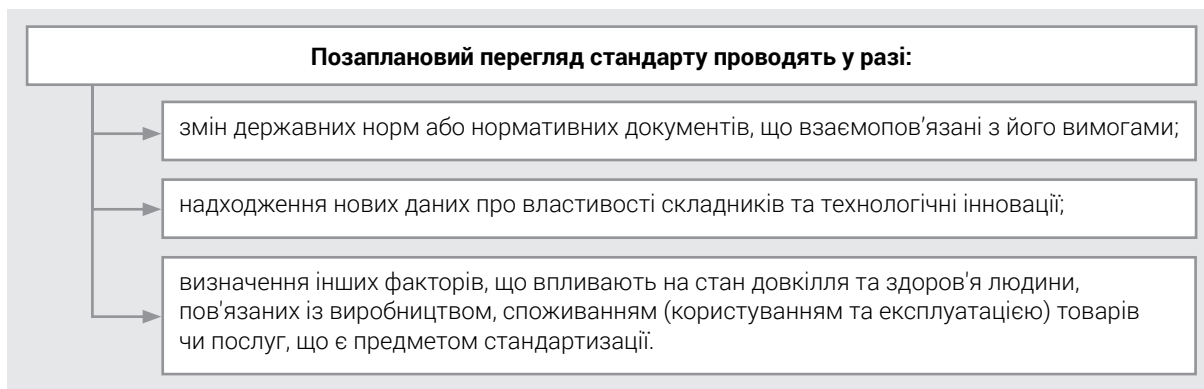 Позаплановий перегляд стандарту проводять у разі:
змін державних норм або нормативних документів, що взаємопов’язані з його вимогами;
надходження нових даних про властивості складників та технологічні інновації;
визначення інших факторів, що впливають на стан довкілля та здоров'я людини,
пов'язаних із виробництвом, споживанням (користуванням та експлуатацією) товарів
чи послуг, що є предметом стандартизації.